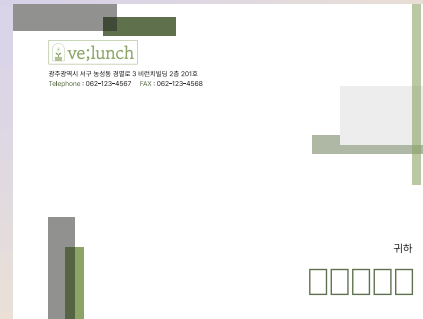 ve;lunch
광주광역시 서구 농성동 경열로 3 비런치빌딩 2층 201호
Telephone : 062-123-4567 FAX : 062-123-4568
귀하